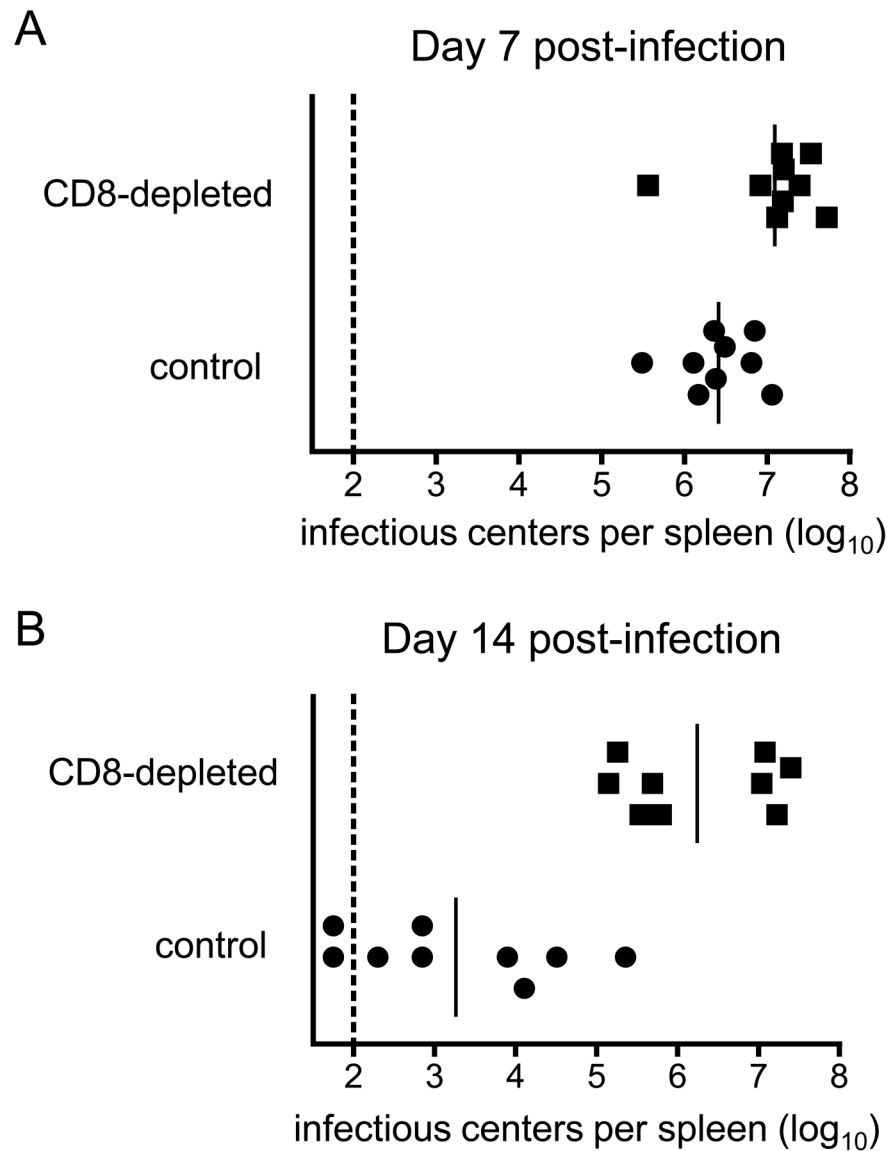 A
Day 7 post-infection
CD8-depleted
control
2 3 4 5 6 7 8
infectious centers per spleen (log10)
B
Day 14 post-infection
CD8-depleted
control
2 3 4 5 6 7 8
infectious centers per spleen (log10)